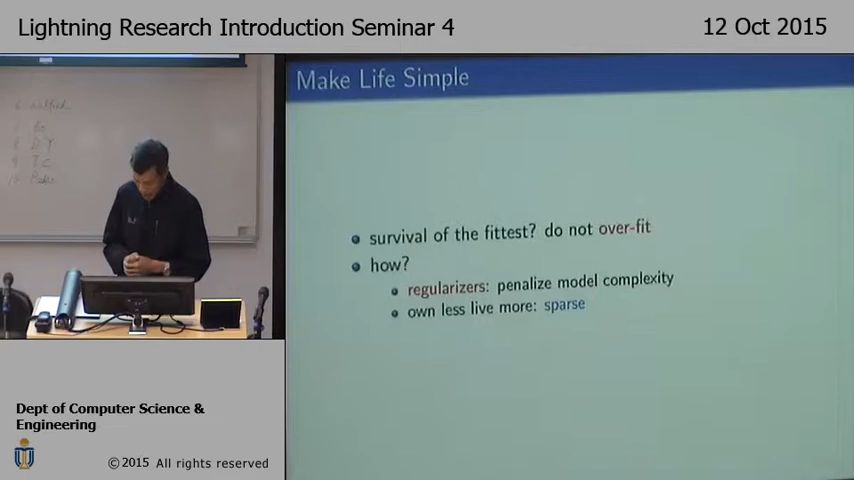 Lightning Research Introduction Seminar 4
12 Oct 2015
Make Life Simple
survival of the fittest? do not over-fit
how?
regularizers: penalize model complexity
own less live more: sparse
Dept of Computer Science &
Engineering
©2015 All rights reserved